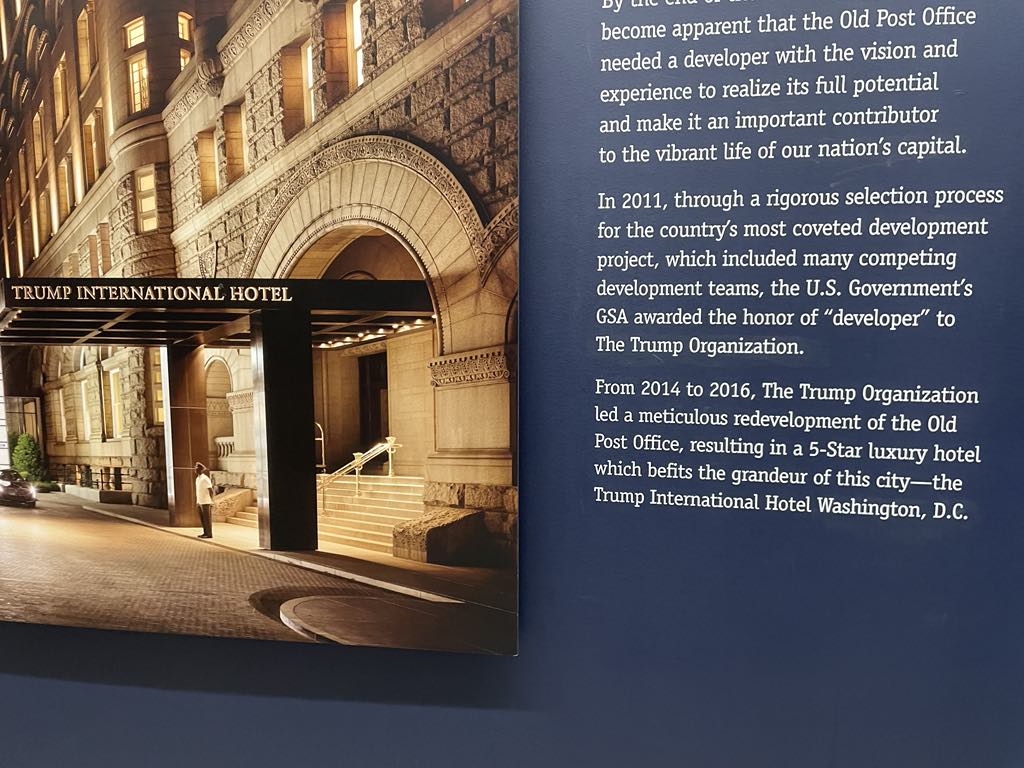 TRUMP INTERNATIONAL HOTEL
By the end of
become apparent that the Old Post Office
needed a developer with the vision and
experience to realize its full potential
and make it an important contributor
to the vibrant life of our nation's capital.
In 2011, through a rigorous selection process
for the country's most coveted development
project, which included many competing
development teams, the U.S. Government's
GSA awarded the honor of "developer" to
The Trump Organization.
From 2014 to 2016, The Trump Organization
led a meticulous redevelopment of the Old
Post Office, resulting in a 5-Star luxury hotel
which befits the grandeur of this city—the
Trump International Hotel Washington, D.C.